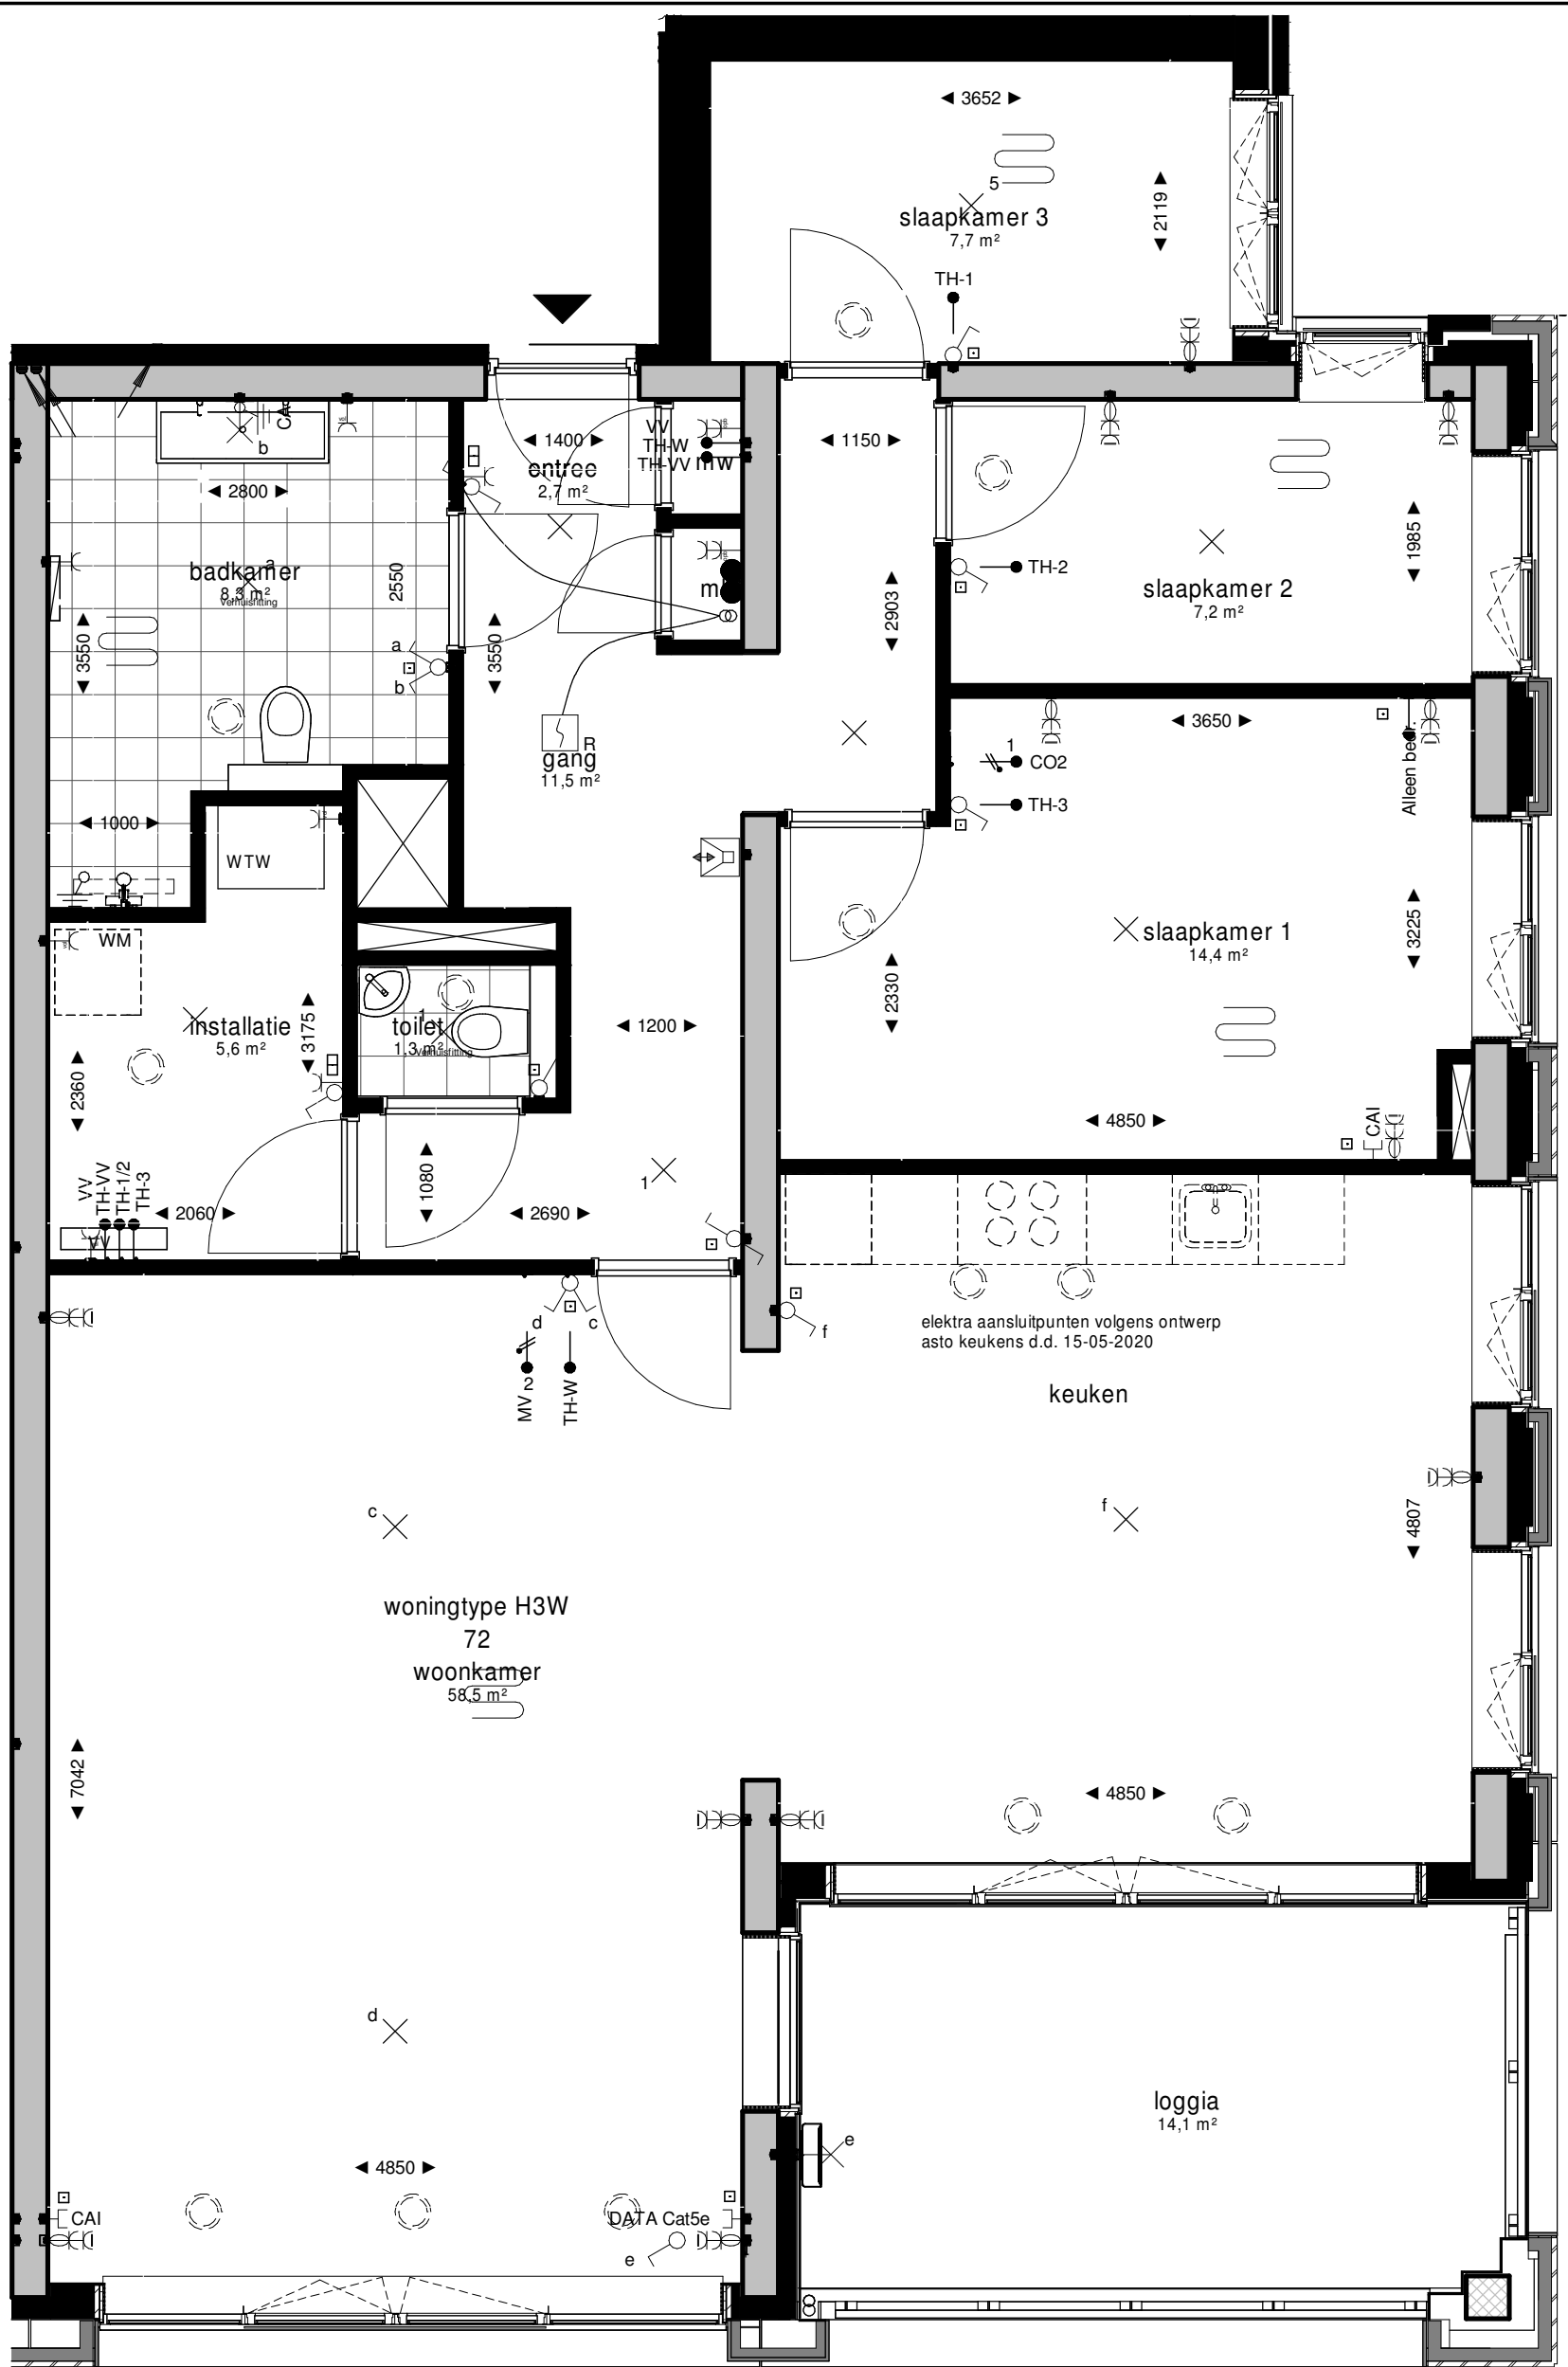 3652
5
2119
slaapkamer 3
7,7 m²
TH-1
CAI
b
2800
1400
entree
2,7 m²
VV
TH-W
TH-VV
mw
1150
1985
badkamer
a
8,3 m²
Verhuisfitting
2550
3550
a
b
3550
m
2903
TH-2
slaapkamer 2
7,2 m²
R
gang
11,5 m²
3650
1
CO2
TH-3
Alleen bedr.
1000
WTW
WM
installatie
5,6 m²
3175
2360
toilet
1
1,3 m²
Verhuisfitting
1200
2330
slaapkamer 1
14,4 m²
3225
4850
CAI
VV
TH-VV
TH-1/2
TH-3
2060
1080
2690
1
d
c
MV 2
TH-W
f
elektra aansluitpunten volgens ontwerp
asto keukens d.d. 15-05-2020
keuken
c
f
4807
woningtype H3W
72
woonkamer
58,5 m²
7042
4850
d
loggia
14,1 m²
e
4850
CAI
DATA Cat5e
e